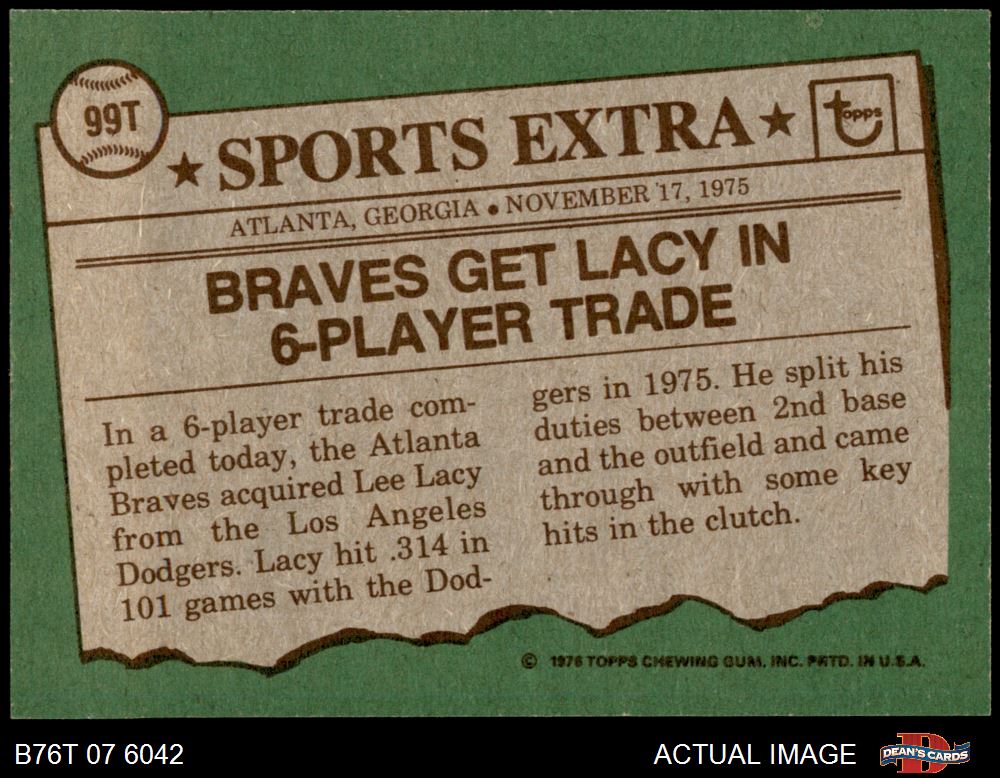 99T
★ SPORTS EXTRA ★
topps
ATLANTA, GEORGIA • NOVEMBER 17, 1975
BRAVES GET LACY IN
6-PLAYER TRADE
In a 6-player trade com-
pleted today, the Atlanta
Braves acquired Lee Lacy
from the Los Angeles
Dodgers. Lacy hit .314 in
101 games with the Dod-
gers in 1975. He split his
duties between 2nd base
and the outfield and came
through with some key
hits in the clutch.
© 1976 TOPPS CHEWING GUM, INC. PRTD. IN U.S.A.
B76T 07 6042
ACTUAL IMAGE
D
DEAN'S CARDS